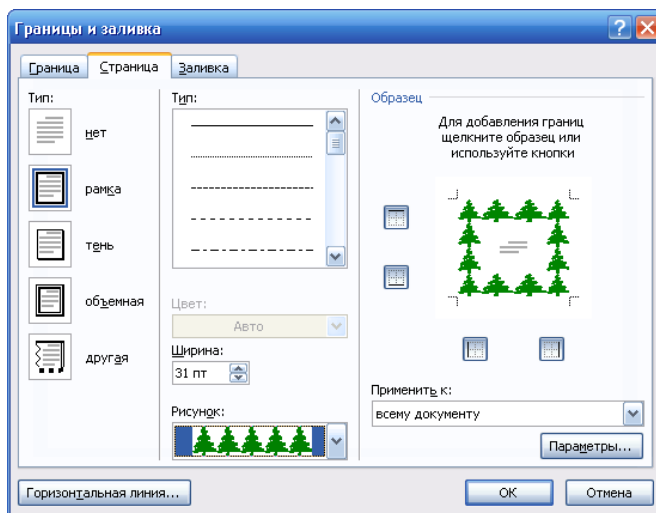 Границы и заливка
Граница
Страница
Заливка
Тип:
нет
рамка
тень
объемная
другая
Тип:
Цвет:
Авто
Ширина:
31 пт
Рисунок:
Образец
Для добавления границ
щелкните образец или
используйте кнопки
Применить к:
всему документу
Параметры...
Горизонтальная линия...
ОК
Отмена